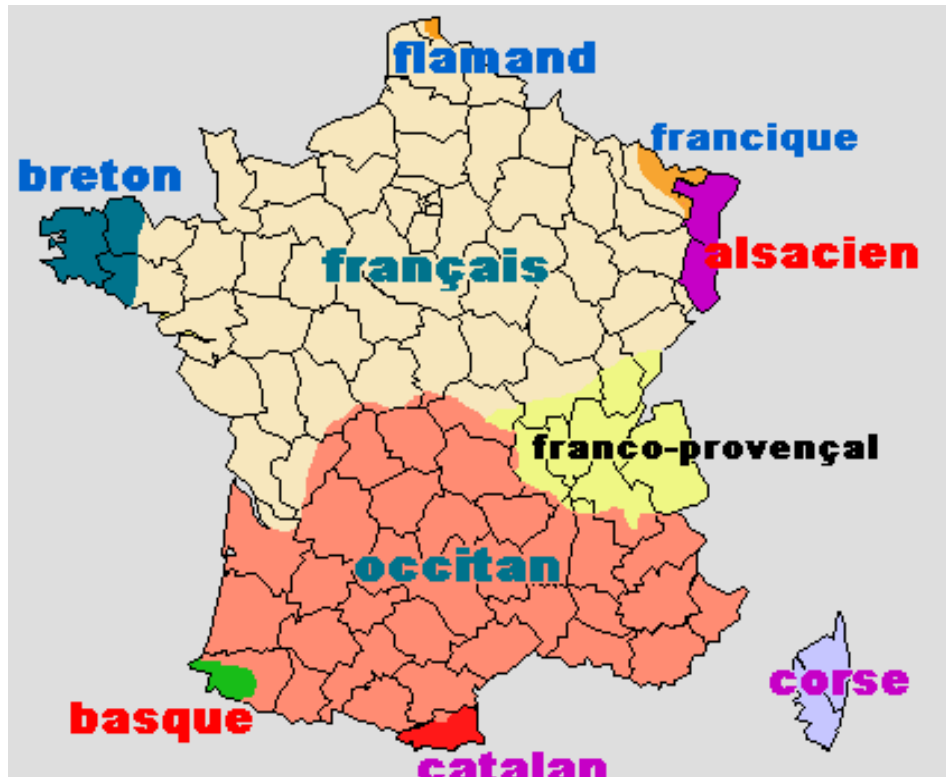 flamand
francique
breton
alsacien
français
franco-provençal
occitan
corse
basque
catalan